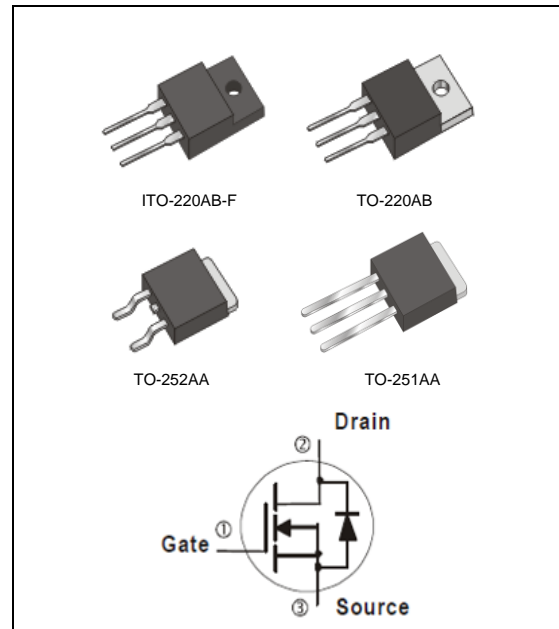 ITO-220AB-F
TO-220AB
TO-252AA
TO-251AA
Drain
②
①
Gate
③
Source